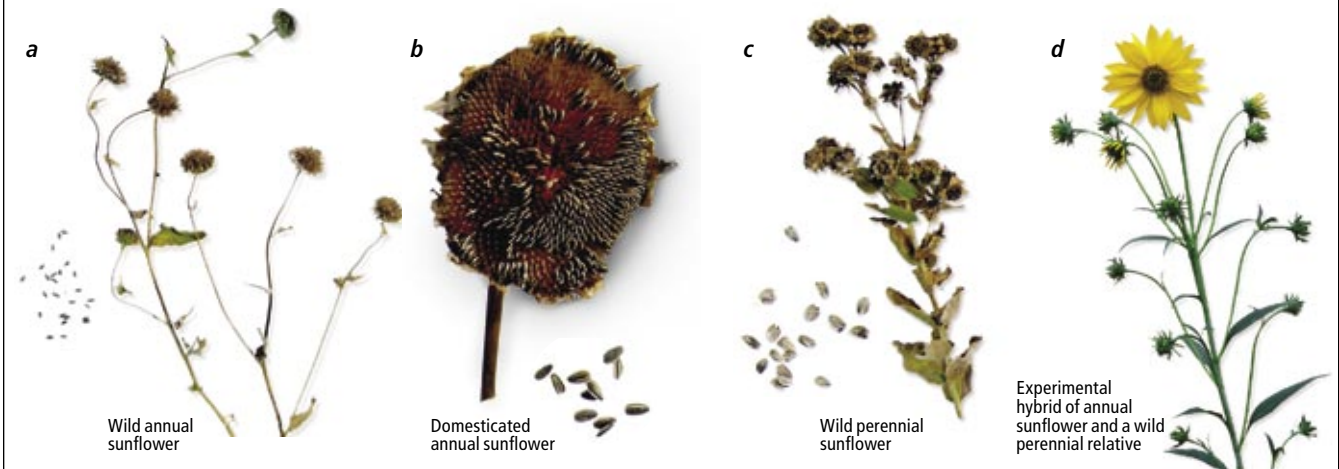 a
b
c
d
Wild annual
sunflower
Domesticated
annual sunflower
Wild perennial
sunflower
Experimental
hybrid of annual
sunflower and a wild
perennial relative